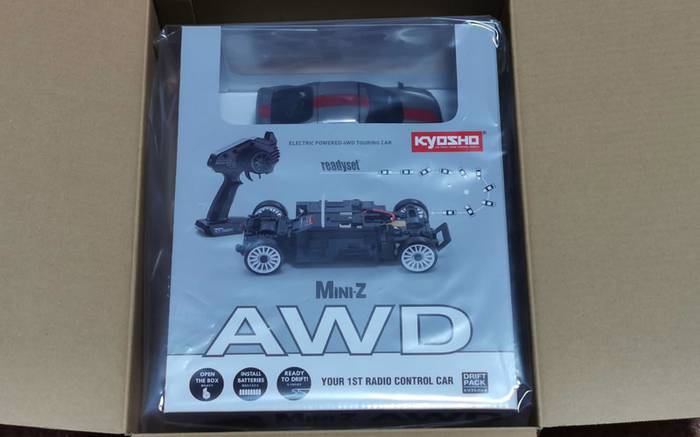 ELECTRIC POWERED AWD TOURING CAR
KYOSHO
readyset
MINI-Z
AWD
OPEN
THE BOX
INSTALL
BATTERIES
READY
TO DRIFT!
YOUR 1ST RADIO CONTROL CAR
DRIFT
PACK